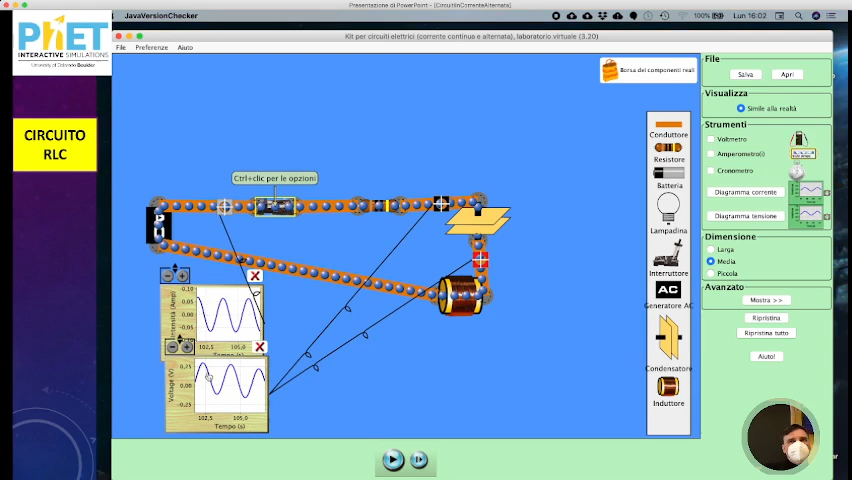 Presentazione di PowerPoint - [CircuitiInCorrenteAlternata]
JavaVersionChecker
100%
Lun 16:02
PhET
INTERACTIVE SIMULATIONS
University of Colorado Boulder
CIRCUITO
RLC
Kit per circuiti elettrici (corrente continua e alternata), laboratorio virtuale (3.20)
File Preferenze Aiuto
Borsa dei componenti reali
Ctrl+clic per le opzioni
Intensità (Amp)
0,10
0,05
0,00
-0,05
102,5 105,0
Tempo (s)
Voltage (V)
0,25
0,00
-0,25
102,5 105,0
Tempo (s)
Conduttore
Resistore
Batteria
Lampadina
Interruttore
AC
Generatore AC
Condensatore
Induttore
File
Salva Apri
Visualizza
Simile alla realtà
Strumenti
Voltmetro
Amperometro(i)
Cronometro
Diagramma corrente
Diagramma tensione
Dimensione
Larga
Media
Piccola
Avanzato
Mostra >>
Ripristina
Ripristina tutto
Aiuto!